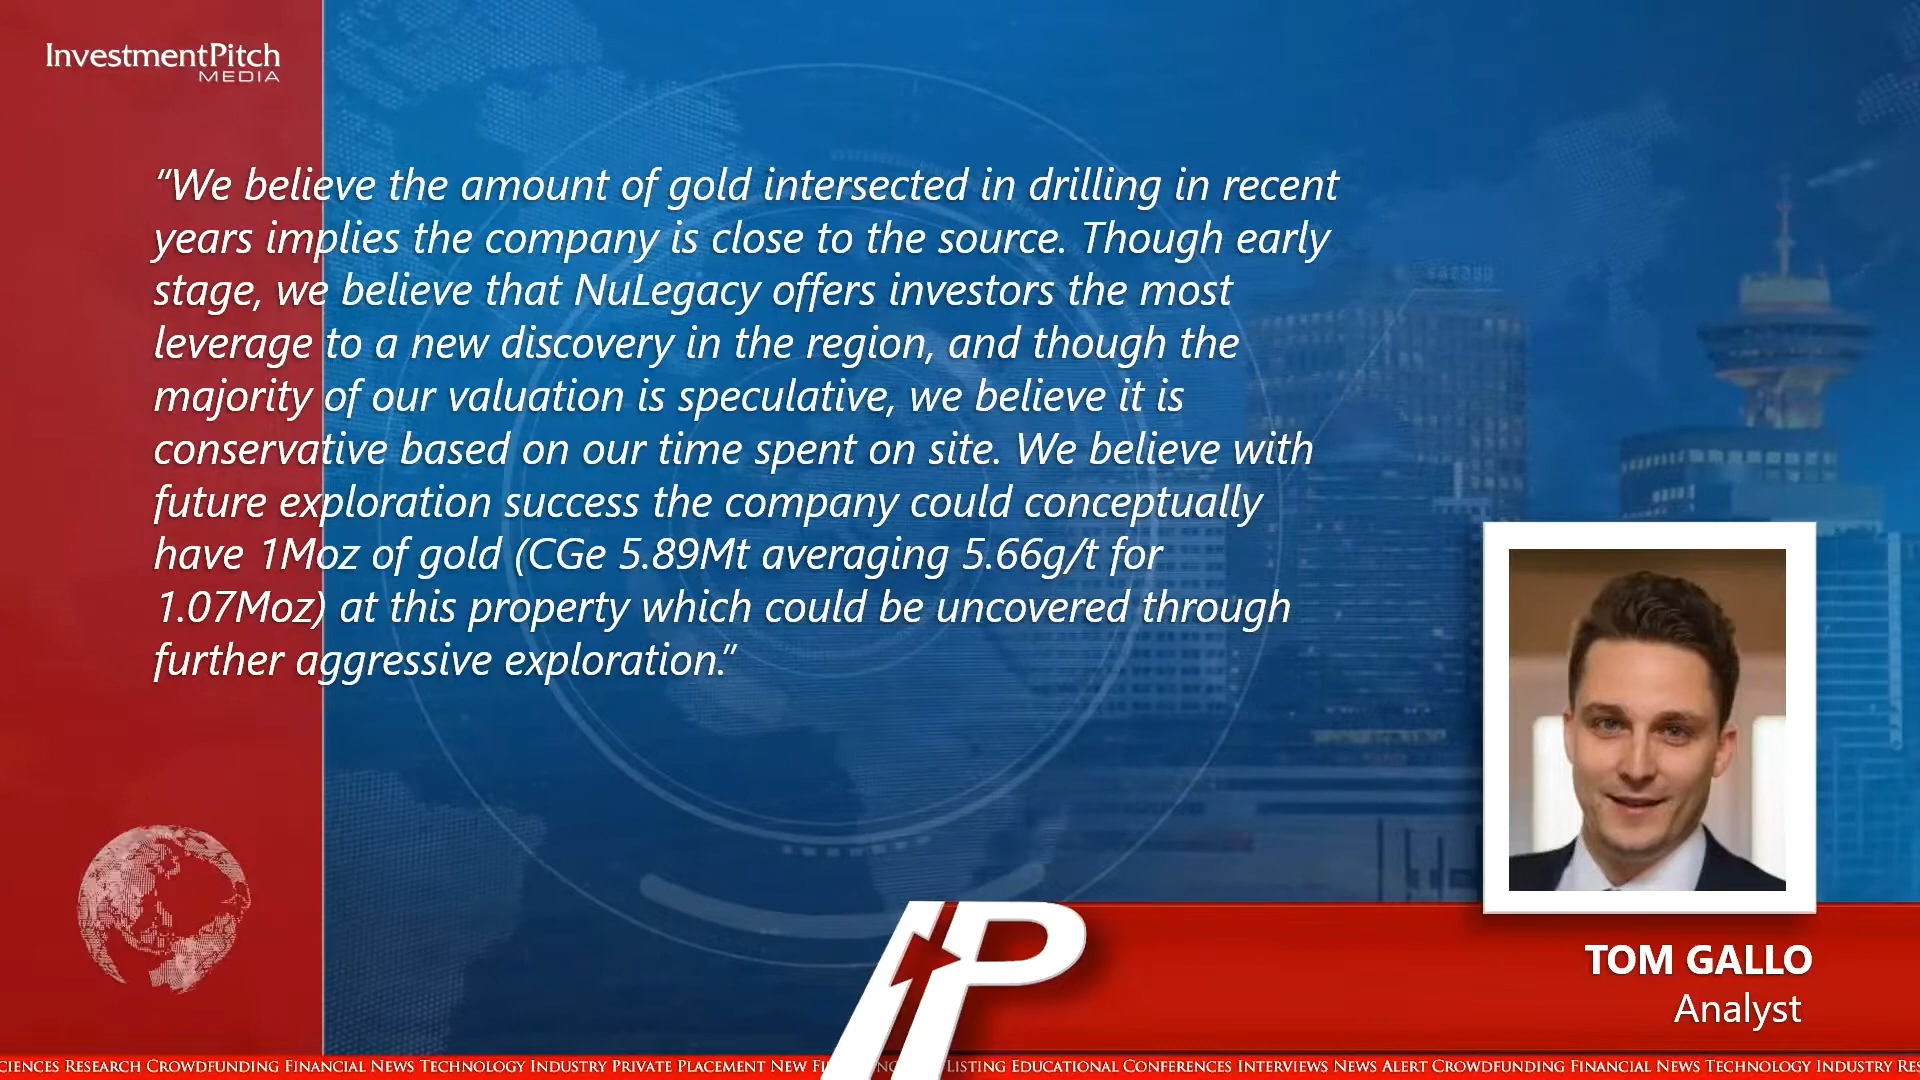 InvestmentPitch
MEDIA
“We believe the amount of gold intersected in drilling in recent
years implies the company is close to the source. Though early
stage, we believe that NuLegacy offers investors the most
leverage to a new discovery in the region, and though the
majority of our valuation is speculative, we believe it is
conservative based on our time spent on site. We believe with
future exploration success the company could conceptually
have 1Moz of gold (CGe 5.89Mt averaging 5.66g/t for
1.07Moz) at this property which could be uncovered through
further aggressive exploration.”
IP
TOM GALLO
Analyst
CIENCES RESEARCH CROWDFUNDING FINANCIAL NEWS TECHNOLOGY INDUSTRY PRIVATE PLACEMENT NEW LISTING EDUCATIONAL CONFERENCES INTERVIEWS NEWS ALERT CROWDFUNDING FINANCIAL NEWS TECHNOLOGY INDUSTRY RES